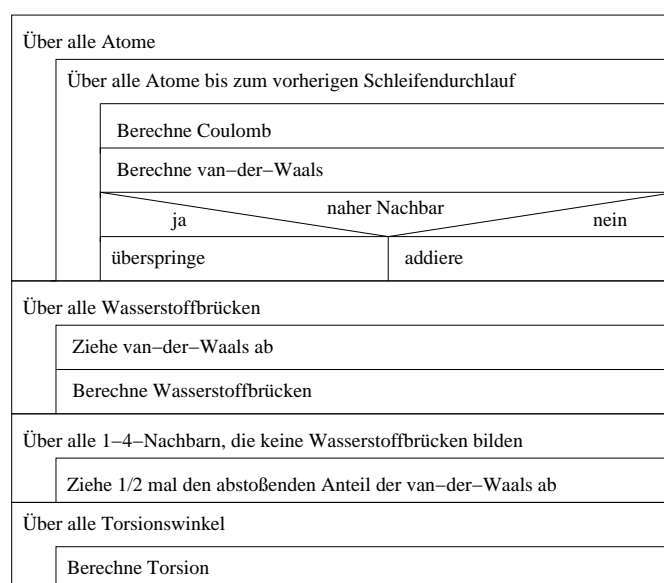 Über alle Atome
Über alle Atome bis zum vorherigen Schleifendurchlauf
Berechne Coulomb
Berechne van−der−Waals
naher Nachbar
ja
nein
überspringe
addiere
Über alle Wasserstoffbrücken
Ziehe van−der−Waals ab
Berechne Wasserstoffbrücken
Über alle 1−4−Nachbarn, die keine Wasserstoffbrücken bilden
Ziehe 1/2 mal den abstoßenden Anteil der van−der−Waals ab
Über alle Torsionswinkel
Berechne Torsion